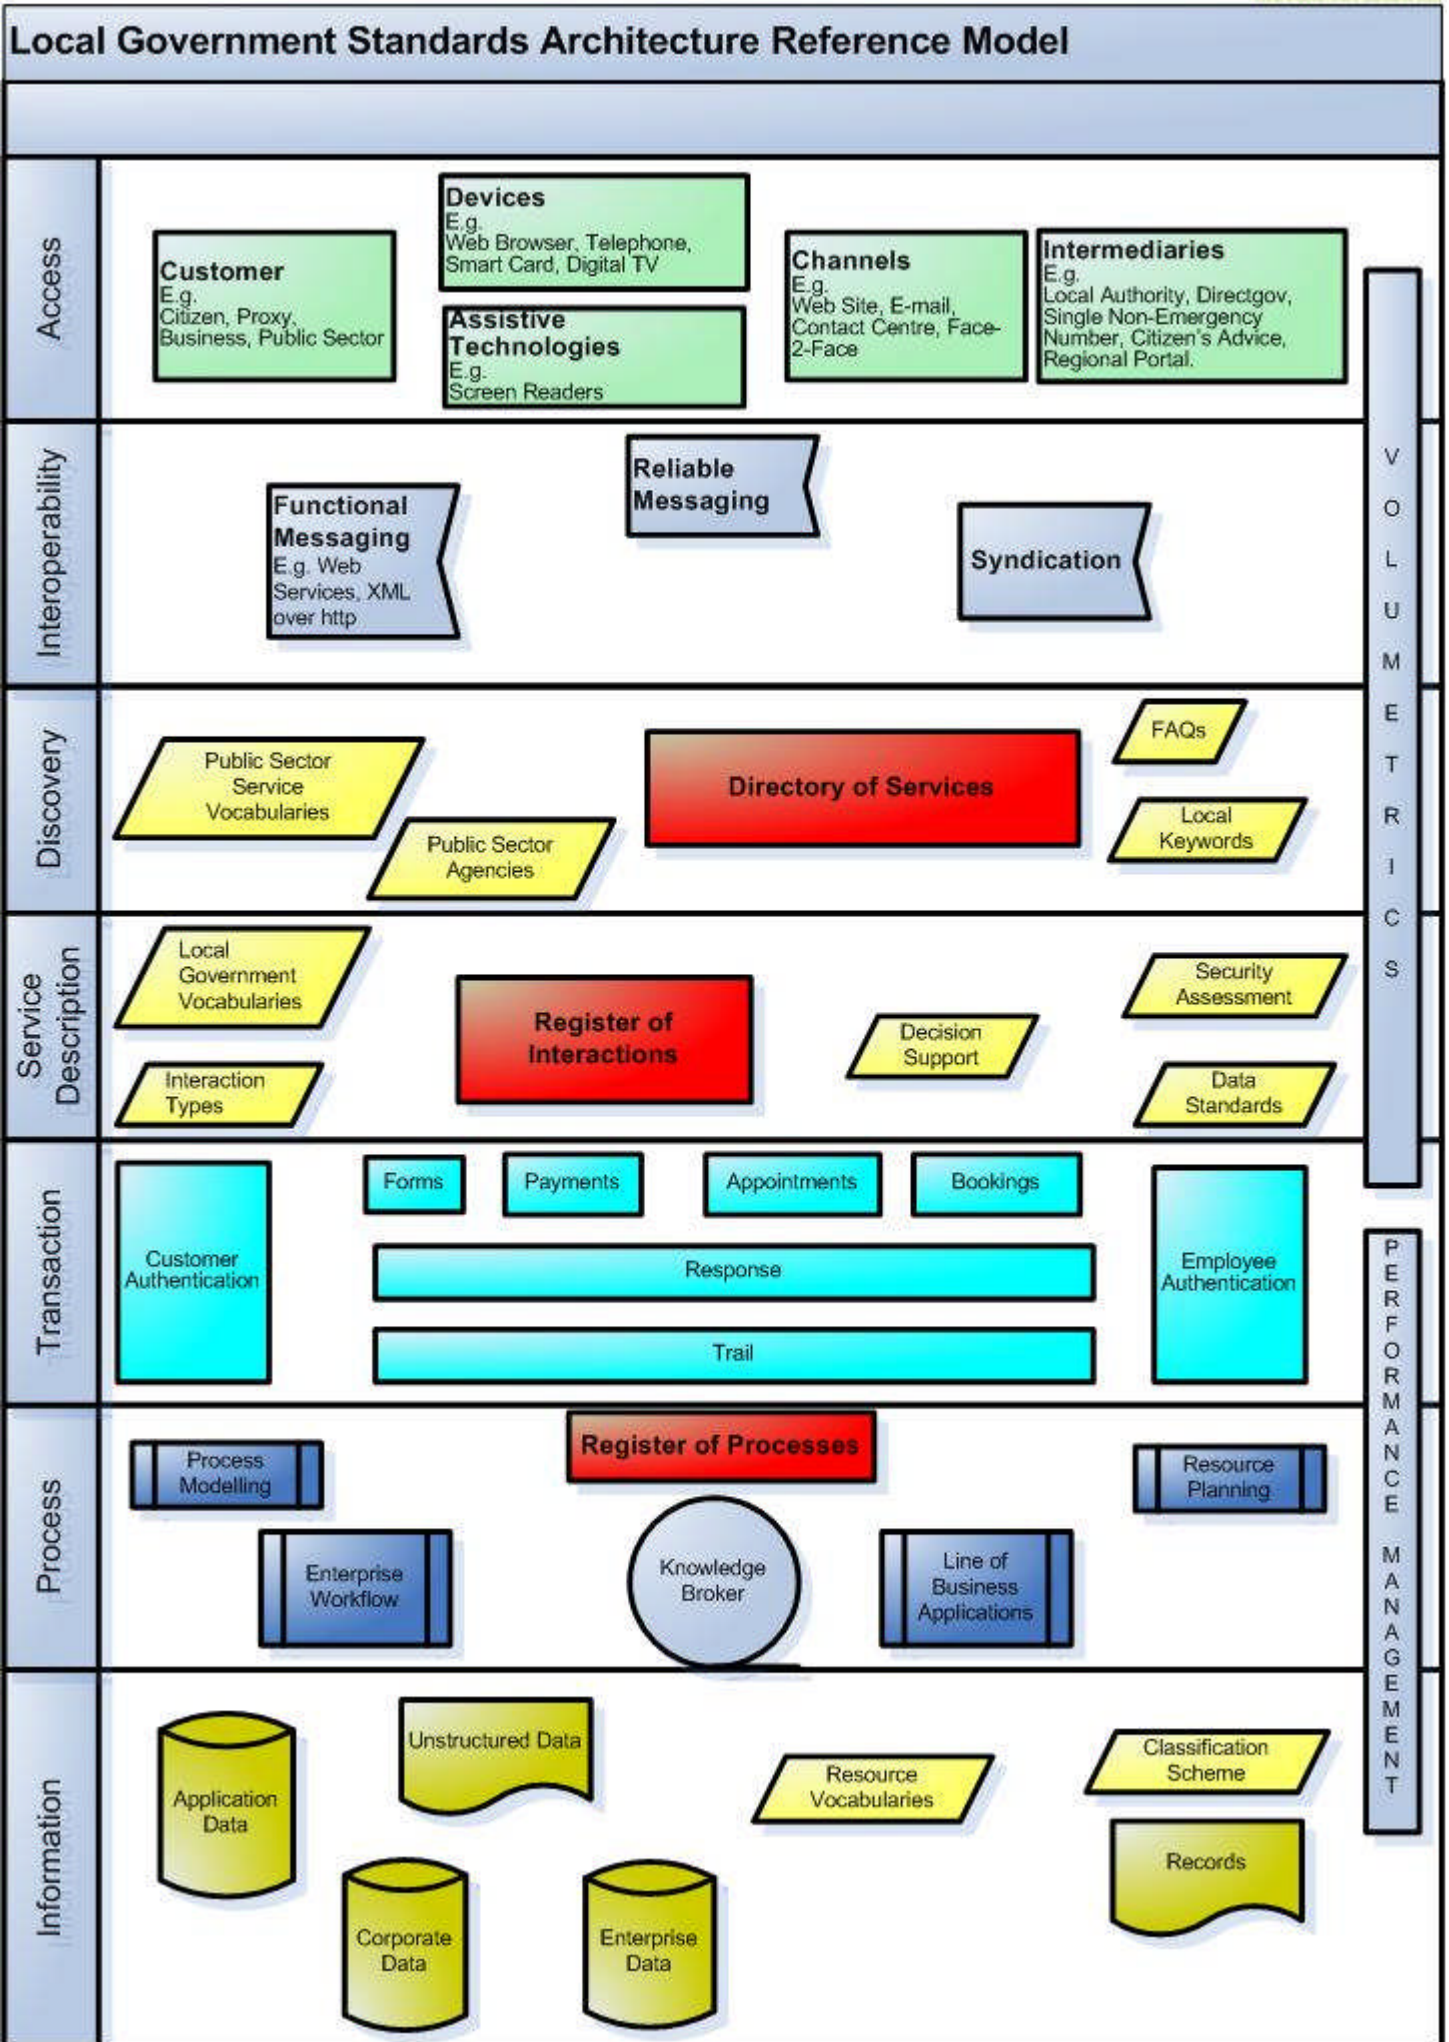 Local Government Standards Architecture Reference Model
Access
Customer
E.g.
Citizen, Proxy,
Business, Public Sector
Devices
E.g.
Web Browser, Telephone,
Smart Card, Digital TV
Assistive
Technologies
E.g.
Screen Readers
Channels
E.g.
Web Site, E-mail,
Contact Centre, Face-
2-Face
Intermediaries
E.g.
Local Authority, Directgov,
Single Non-Emergency
Number, Citizen's Advice,
Regional Portal.
VOLUMETRICS
Interoperability
Functional
Messaging
E.g. Web
Services, XML
over http
Reliable
Messaging
Syndication
Discovery
Public Sector
Service
Vocabularies
Public Sector
Agencies
Directory of Services
FAQs
Local
Keywords
Service
Description
Local
Government
Vocabularies
Interaction
Types
Register of
Interactions
Decision
Support
Security
Assessment
Data
Standards
Transaction
Customer
Authentication
Forms
Payments
Appointments
Bookings
Response
Trail
Employee
Authentication
PERFORMANCE MANAGEMENT
Process
Process
Modelling
Enterprise
Workflow
Register of Processes
Knowledge
Broker
Line of
Business
Applications
Resource
Planning
Information
Application
Data
Unstructured Data
Corporate
Data
Enterprise
Data
Resource
Vocabularies
Classification
Scheme
Records